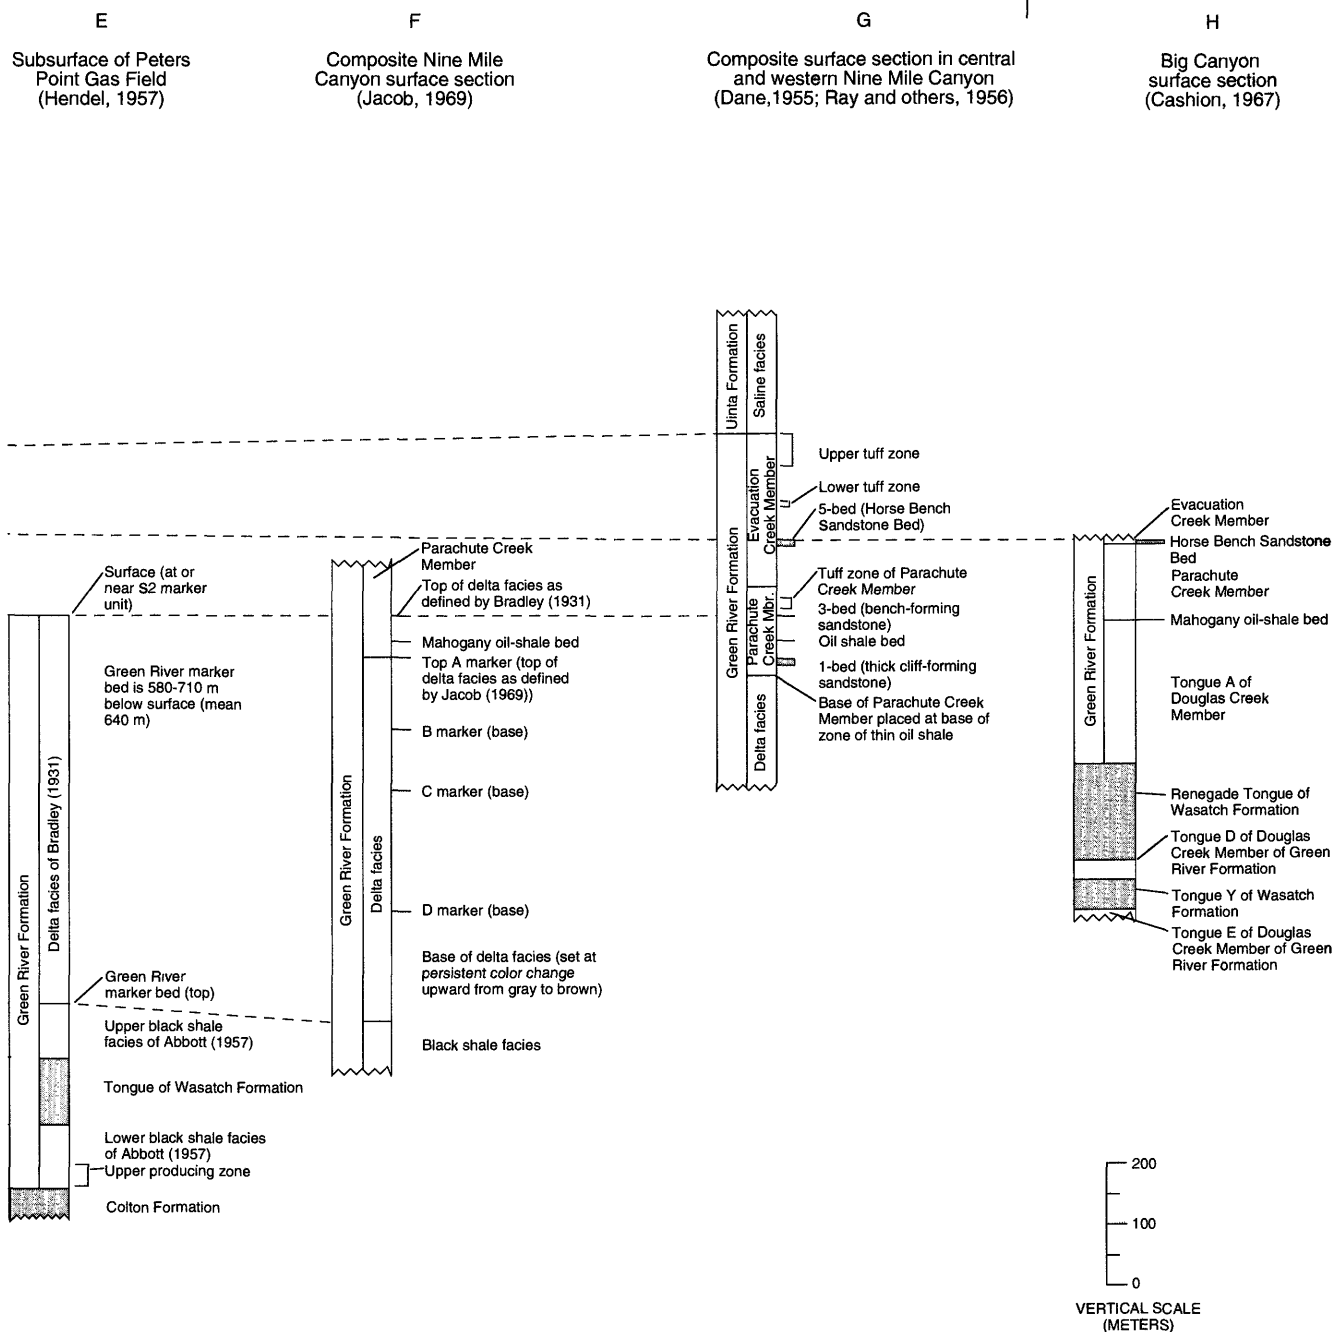 E
Subsurface of Peters
Point Gas Field
(Hendel, 1957)
F
Composite Nine Mile
Canyon surface section
(Jacob, 1969)
G
Composite surface section in central
and western Nine Mile Canyon
(Dane,1955; Ray and others, 1956)
H
Big Canyon
surface section
(Cashion, 1967)
Surface (at or
near S2 marker
unit)
Green River marker
bed is 580-710 m
below surface (mean
640 m)
Green River Formation
Delta facies of Bradley (1931)
Green River
marker bed (top)
Upper black shale
facies of Abbott (1957)
Tongue of Wasatch Formation
Lower black shale facies
of Abbott (1957)
Upper producing zone
Colton Formation
Parachute Creek
Member
Top of delta facies as
defined by Bradley (1931)
Mahogany oil-shale bed
Top A marker (top of
delta facies as defined
by Jacob (1969))
B marker (base)
C marker (base)
Green River Formation
Delta facies
D marker (base)
Base of delta facies (set at
persistent color change
upward from gray to brown)
Black shale facies
Uinta Formation
Saline facies
Green River Formation
Evacuation
Creek Member
Parachute
Creek Mbr.
Delta facies
Upper tuff zone
Lower tuff zone
5-bed (Horse Bench
Sandstone Bed)
Tuff zone of Parachute
Creek Member
3-bed (bench-forming
sandstone)
Oil shale bed
1-bed (thick cliff-forming
sandstone)
Base of Parachute Creek
Member placed at base of
zone of thin oil shale
Green River Formation
Evacuation
Creek Member
Horse Bench Sandstone
Bed
Parachute
Creek Member
Mahogany oil-shale bed
Tongue A of
Douglas Creek
Member
Renegade Tongue of
Wasatch Formation
Tongue D of Douglas
Creek Member of Green
River Formation
Tongue Y of Wasatch
Formation
Tongue E of Douglas
Creek Member of Green
River Formation
200
100
0
VERTICAL SCALE
(METERS)